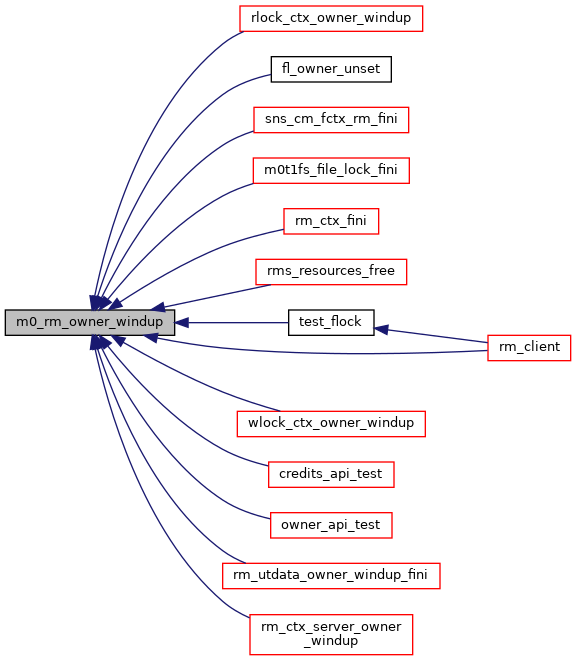 rlock_ctx_owner_windup
fl_owner_unset
sns_cm_fctx_rm_fini
m0t1fs_file_lock_fini
rm_ctx_fini
rms_resources_free
m0_rm_owner_windup
test_flock
rm_client
wlock_ctx_owner_windup
credits_api_test
owner_api_test
rm_utdata_owner_windup_fini
rm_ctx_server_owner
_windup